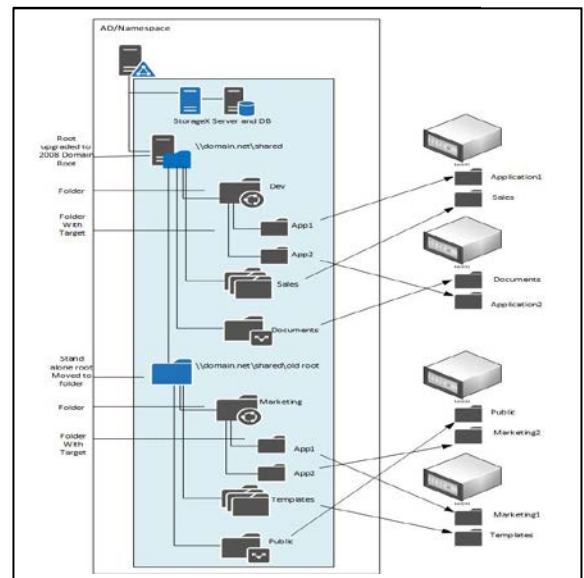 AD/Namespace
StorageX Server and DB
Root
upgraded to
2008 Domain
Root
\\domain.net\shared
Folder
Dev
Folder
With
Target
App1
App2
Sales
Documents
Stand
alone root
Moved to
folder
\\domain.net\shared\old root
Folder
Marketing
Folder
With
Target
App1
App2
Templates
Public
Application1
Sales
Documents
Application2
Public
Marketing2
Marketing1
Templates